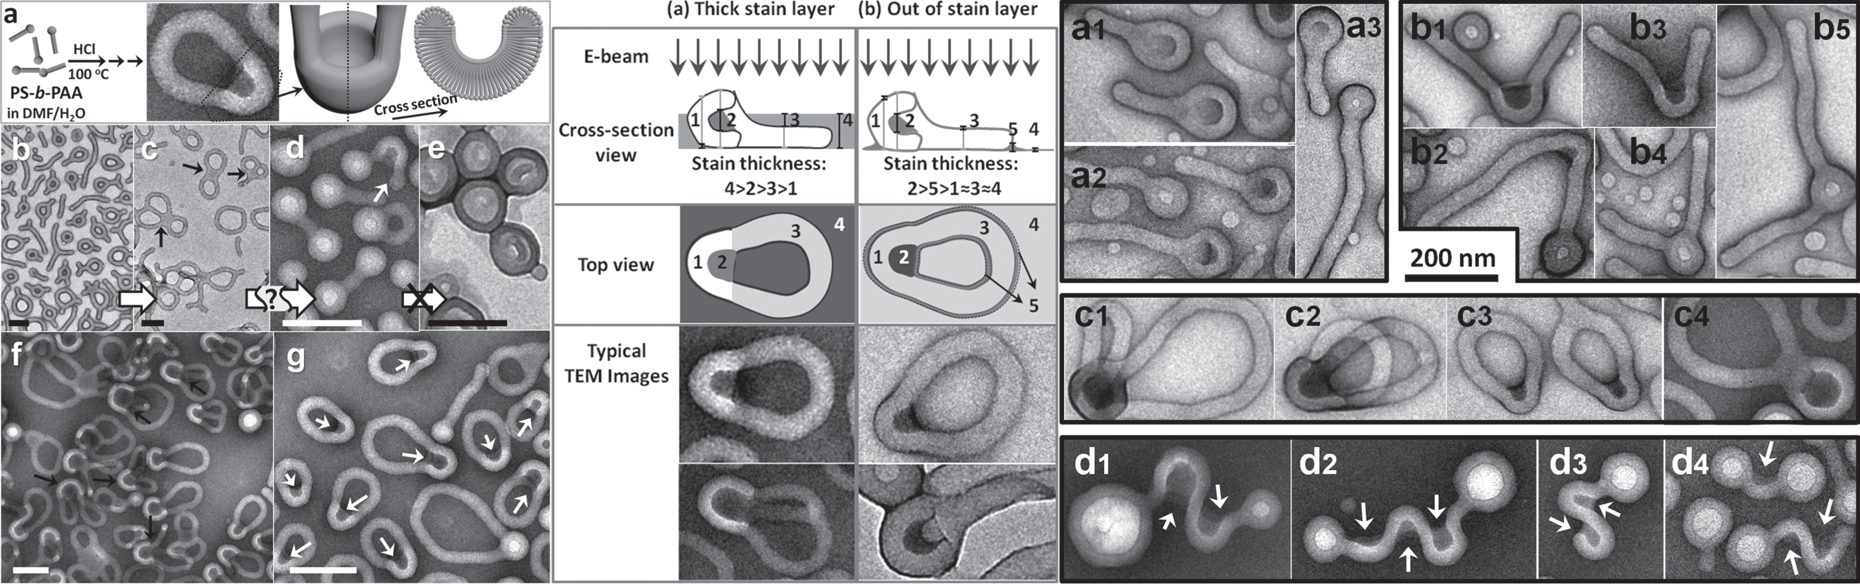 a
HCl
100 °C
PS-b-PAA
in DMF/H2O
Cross section
b
c
d
e
?
f
g
(a) Thick stain layer
(b) Out of stain layer
E-beam
Cross-section
view
1
2
3
4
1
2
3
5
4
Stain thickness:
4>2>3>1
Stain thickness:
2>5>1≈3≈4
Top view
1
2
3
4
1
2
3
4
5
Typical
TEM Images
a1
a2
a3
b1
b2
b3
b4
b5
200 nm
c1
c2
c3
c4
d1
d2
d3
d4